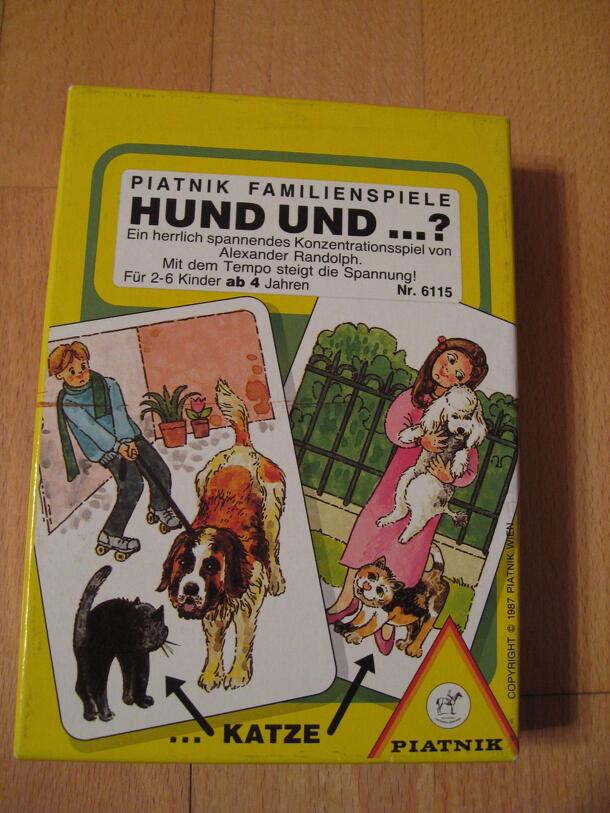 PIATNIK FAMILIENSPIELE
HUND UND ...?
Ein herrlich spannendes Konzentrationsspiel von
Alexander Randolph.
Mit dem Tempo steigt die Spannung!
Für 2-6 Kinder ab 4 Jahren
Nr. 6115
... KATZE
PIATNIK
COPYRIGHT © 1987 PIATNIK WIEN